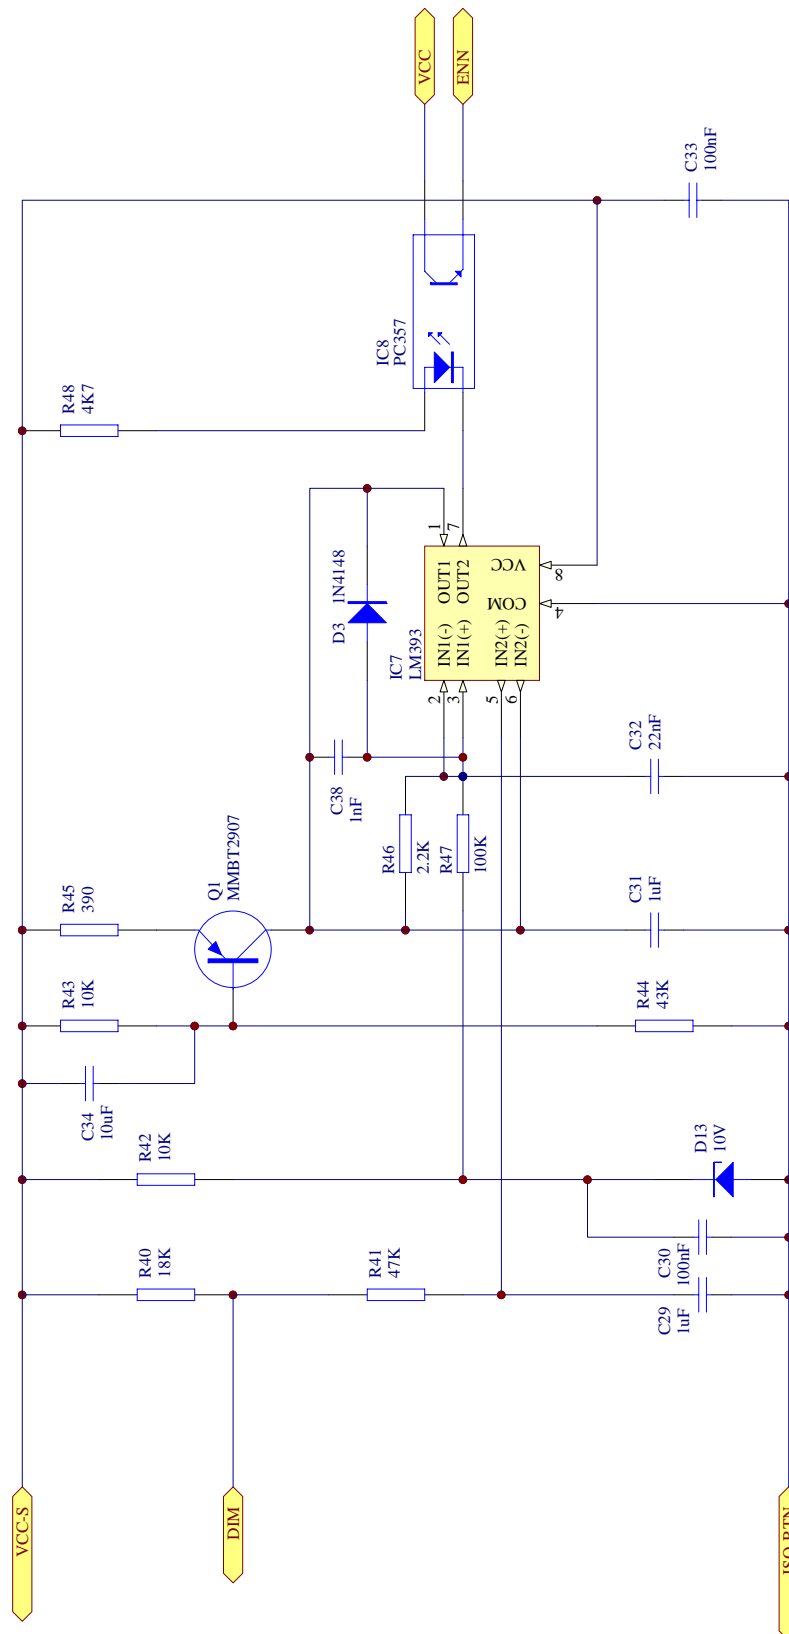 VCC
ENN
C33
100nF
IC8
PC357
R48
4K7
1
7
OUT1
OUT2
VCC
COM
8
4
D3
1N4148
IC7
LM393
IN1(-)
IN1(+)
IN2(+)
IN2(-)
2
3
5
6
C38
1nF
C32
22nF
R46
2.2K
R47
100K
Q1
MMBT2907
R45
390
C31
1uF
R43
10K
R44
43K
C34
10uF
R42
10K
D13
10V
R40
18K
R41
47K
C30
100nF
C29
1uF
VCC-S
DIM